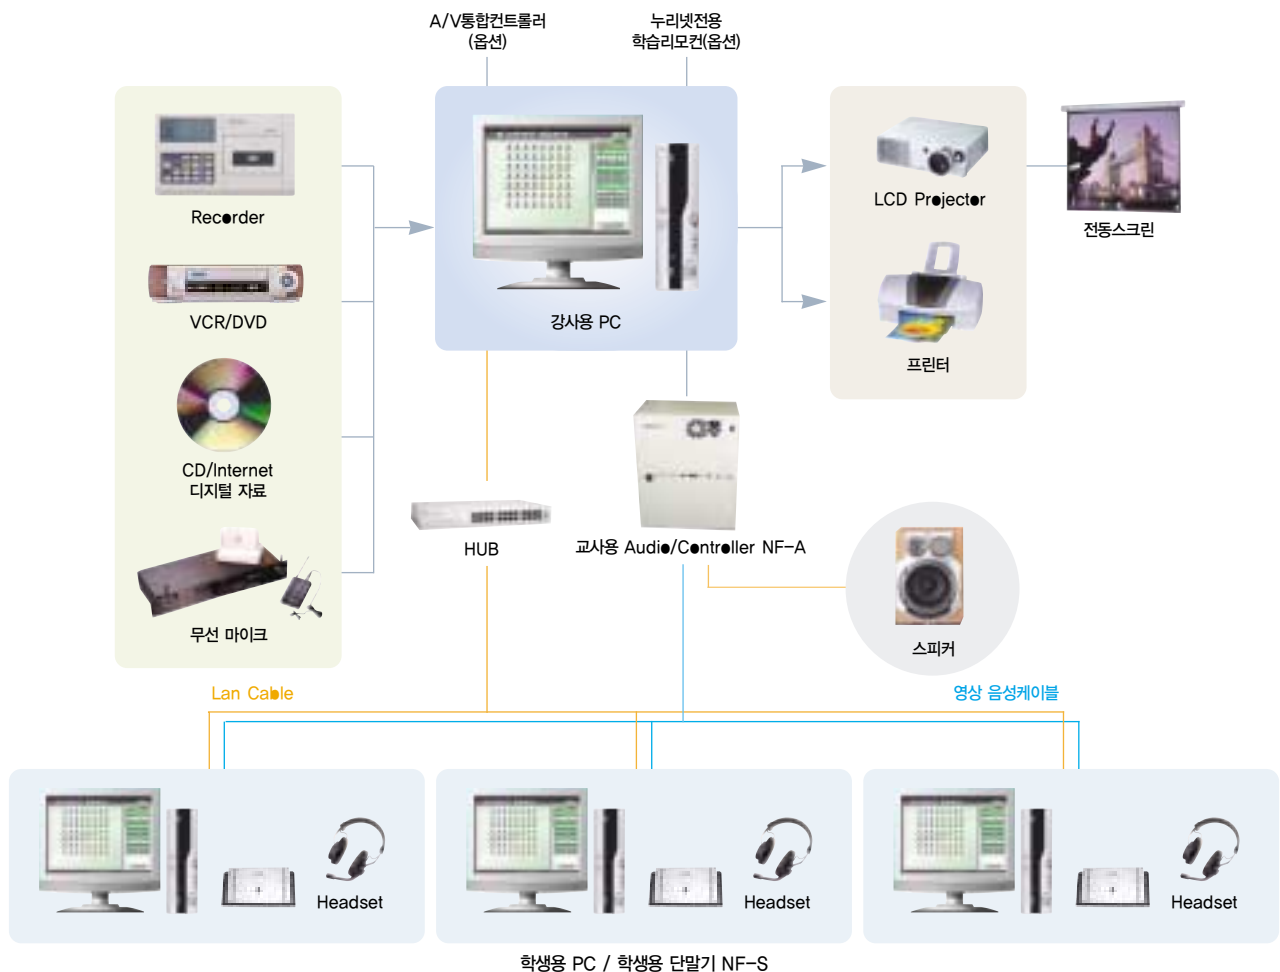 A/V통합컨트롤러
(옵션)
누리넷전용
학습리모컨(옵션)
Recorder
VCR/DVD
CD/Internet
디지털 자료
무선 마이크
강사용 PC
LCD Projector
전동스크린
프린터
HUB
교사용 Audio/Controller NF-A
스피커
Lan Cable
영상 음성케이블
Headset
Headset
Headset
학생용 PC / 학생용 단말기 NF-S